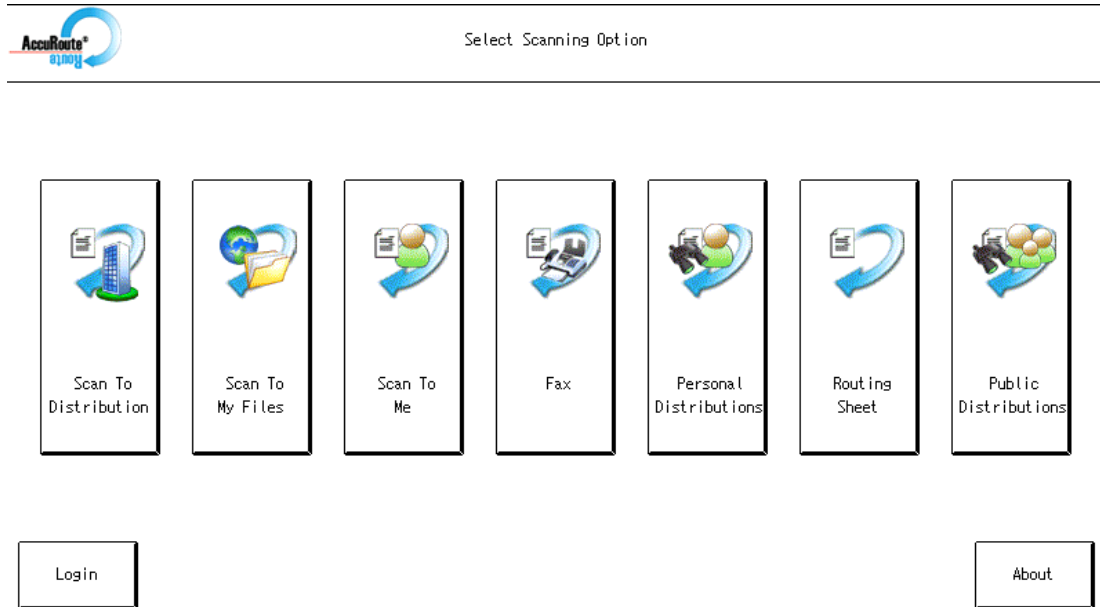 AccuRoute®
Route
Select Scanning Option
Scan To
Distribution
Scan To
My Files
Scan To
Me
Fax
Personal
Distributions
Routing
Sheet
Public
Distributions
Login
About